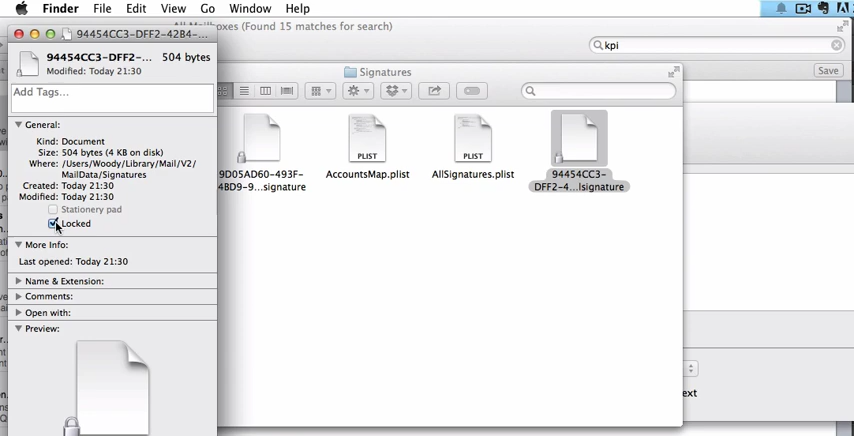 Finder File Edit View Go Window Help
All Mailboxes (Found 15 matches for search)
94454CC3-DFF2-42B4-...
kpi
94454CC3-DFF2-... 504 bytes
Modified: Today 21:30
Signatures
Save
Add Tags...
General:
Kind: Document
Size: 504 bytes (4 KB on disk)
Where: /Users/Woody/Library/Mail/V2/
MailData/Signatures
Created: Today 21:30
Modified: Today 21:30
Stationery pad
Locked
More Info:
Last opened: Today 21:30
Name & Extension:
Comments:
Open with:
Preview:
9D05AD60-493F-
4BD9-9...signature
PLIST
AccountsMap.plist
PLIST
AllSignatures.plist
94454CC3-
DFF2-4...lsignature
ext